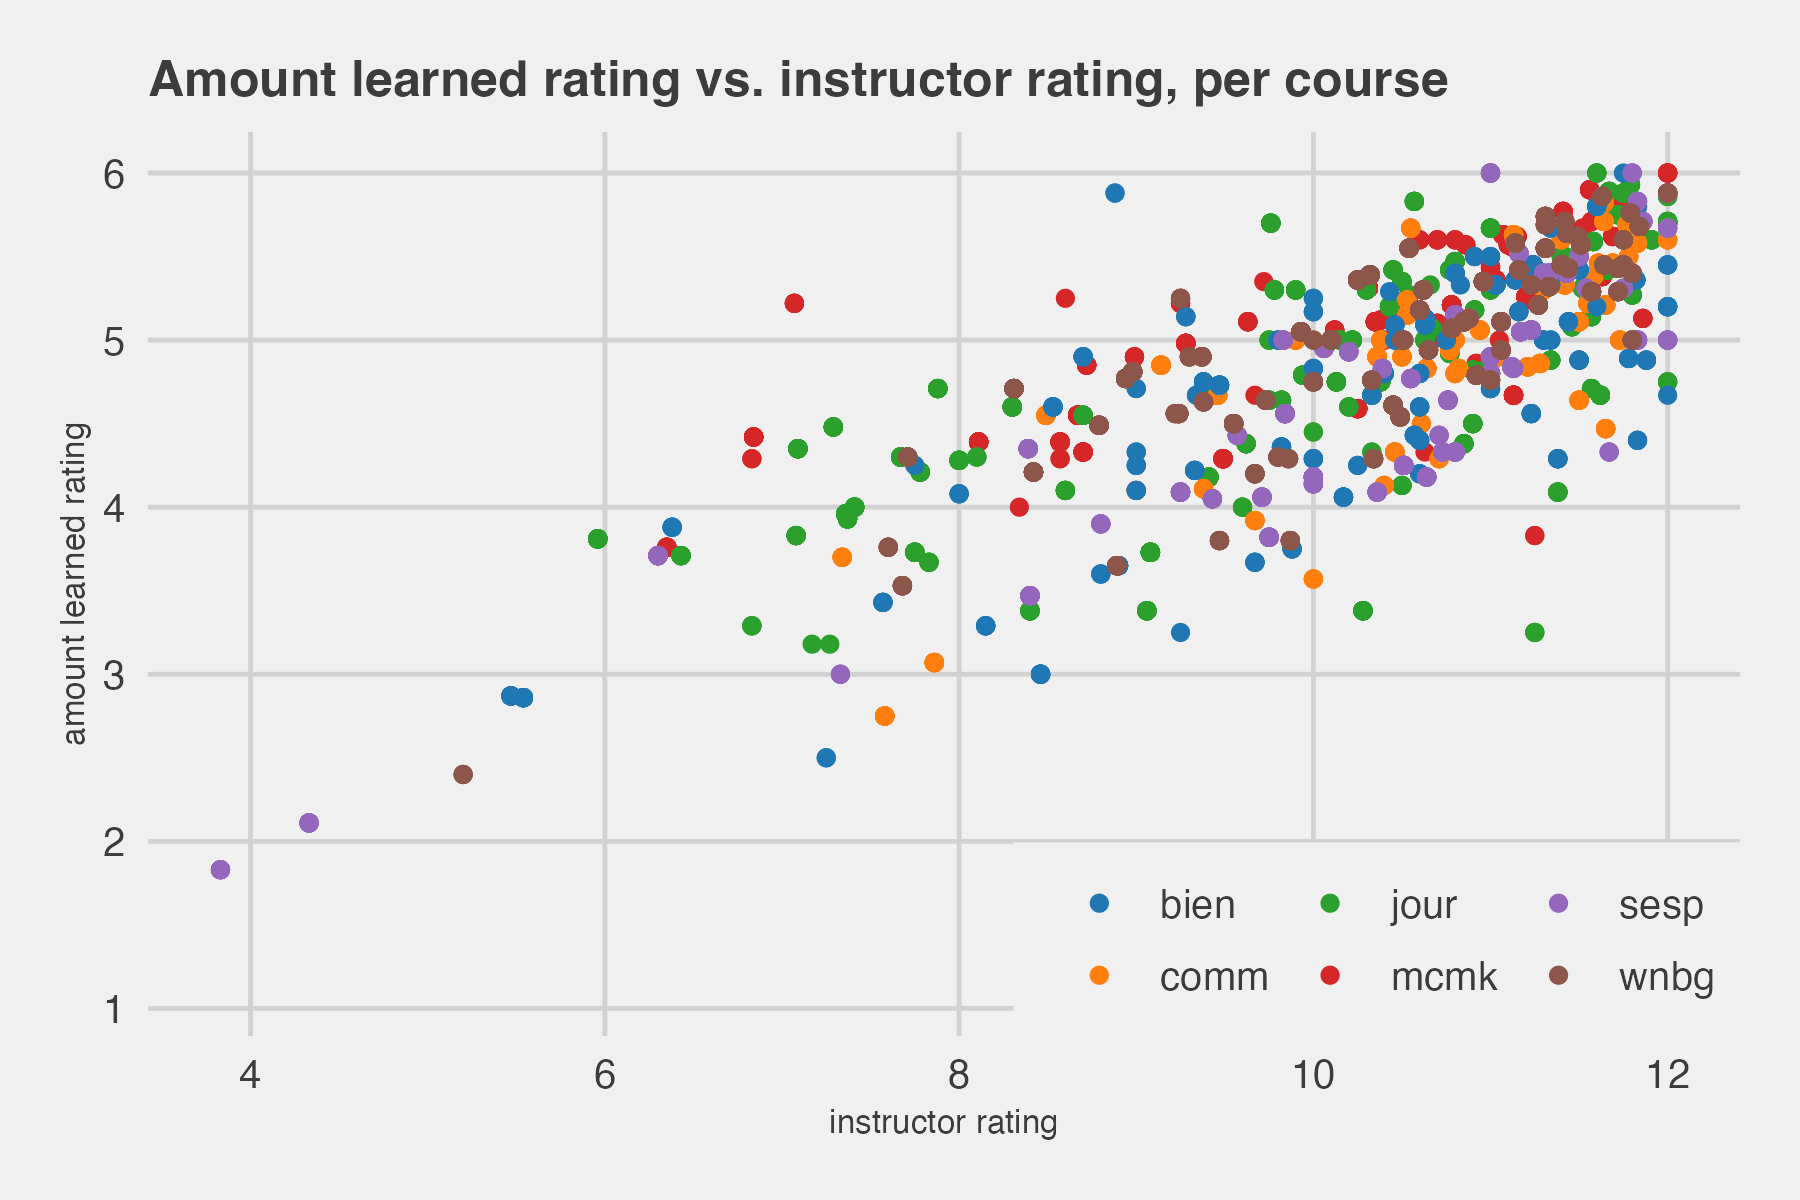 Amount learned rating vs. instructor rating, per course
amount learned rating
6
5
4
3
2
1
bien
jour
sesp
comm
mcmk
wnbg
4
6
8
10
12
instructor rating